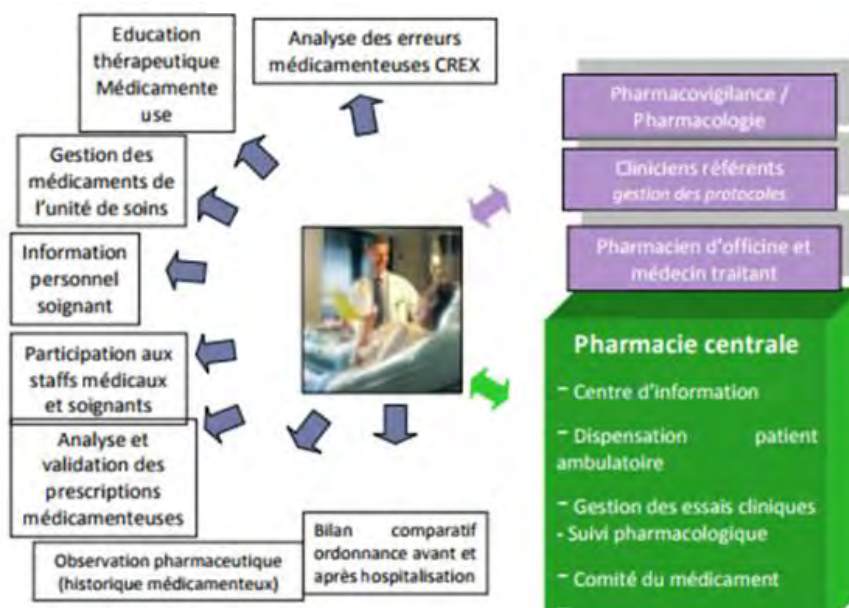 Education
thérapeutique
Médicamente
use
Analyse des erreurs
médicamenteuses CREX
Gestion des
médicaments de
l'unité de soins
Information
personnel
soignant
Participation aux
staffs médicaux
et soignants
Analyse et
validation des
prescriptions
médicamenteuses
Observation pharmaceutique
(historique médicamenteux)
Bilan comparatif
ordonnance avant et
après hospitalisation
Pharmacovigilance /
Pharmacologie
Cliniciens référents
gestion des protocoles
Pharmacien d'officine et
médecin traitant
Pharmacie centrale
- Centre d'information
- Dispensation patient
ambulatoire
- Gestion des essais cliniques
- Suivi pharmacologique
- Comité du médicament